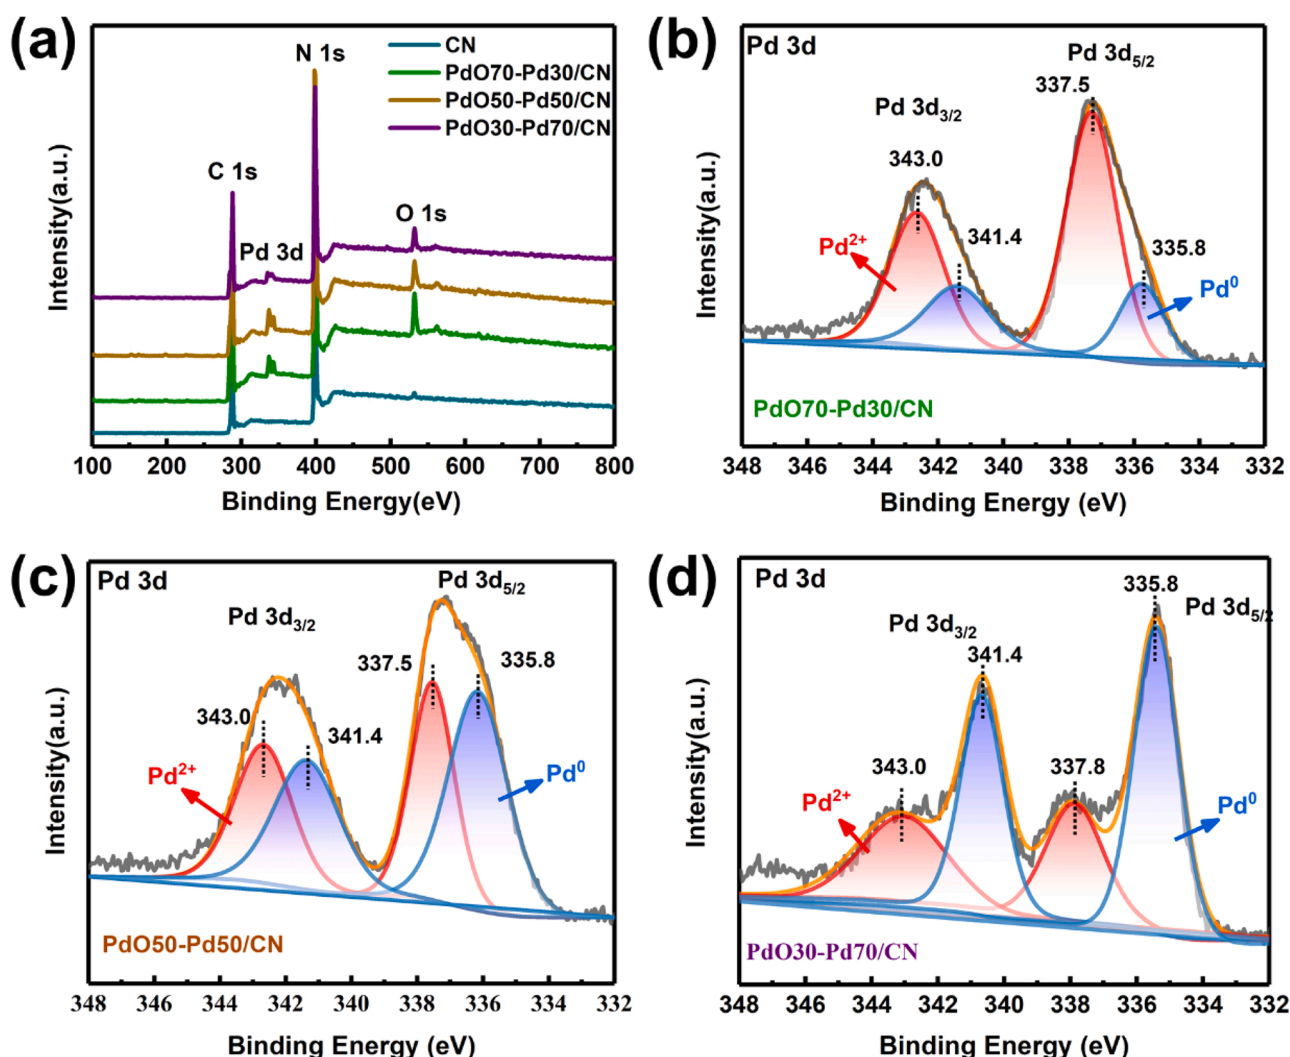 (a)
N 1s
CN
PdO70-Pd30/CN
PdO50-Pd50/CN
PdO30-Pd70/CN
C 1s
Pd 3d
O 1s
Intensity(a.u.)
100 200 300 400 500 600 700 800
Binding Energy(eV)
(b)
Pd 3d
Pd 3d5/2
337.5
Pd 3d3/2
343.0
Pd2+
341.4
335.8
Pd0
PdO70-Pd30/CN
Intensity(a.u.)
348 346 344 342 340 338 336 334 332
Binding Energy (eV)
(c)
Pd 3d
Pd 3d5/2
Pd 3d3/2
337.5
335.8
343.0
341.4
Pd2+
Pd0
PdO50-Pd50/CN
Intensity(a.u.)
348 346 344 342 340 338 336 334 332
Binding Energy (eV)
(d)
Pd 3d
335.8
Pd 3d5/2
Pd 3d3/2
341.4
343.0
337.8
Pd2+
Pd0
PdO30-Pd70/CN
Intensity(a.u.)
348 346 344 342 340 338 336 334 332
Binding Energy (eV)